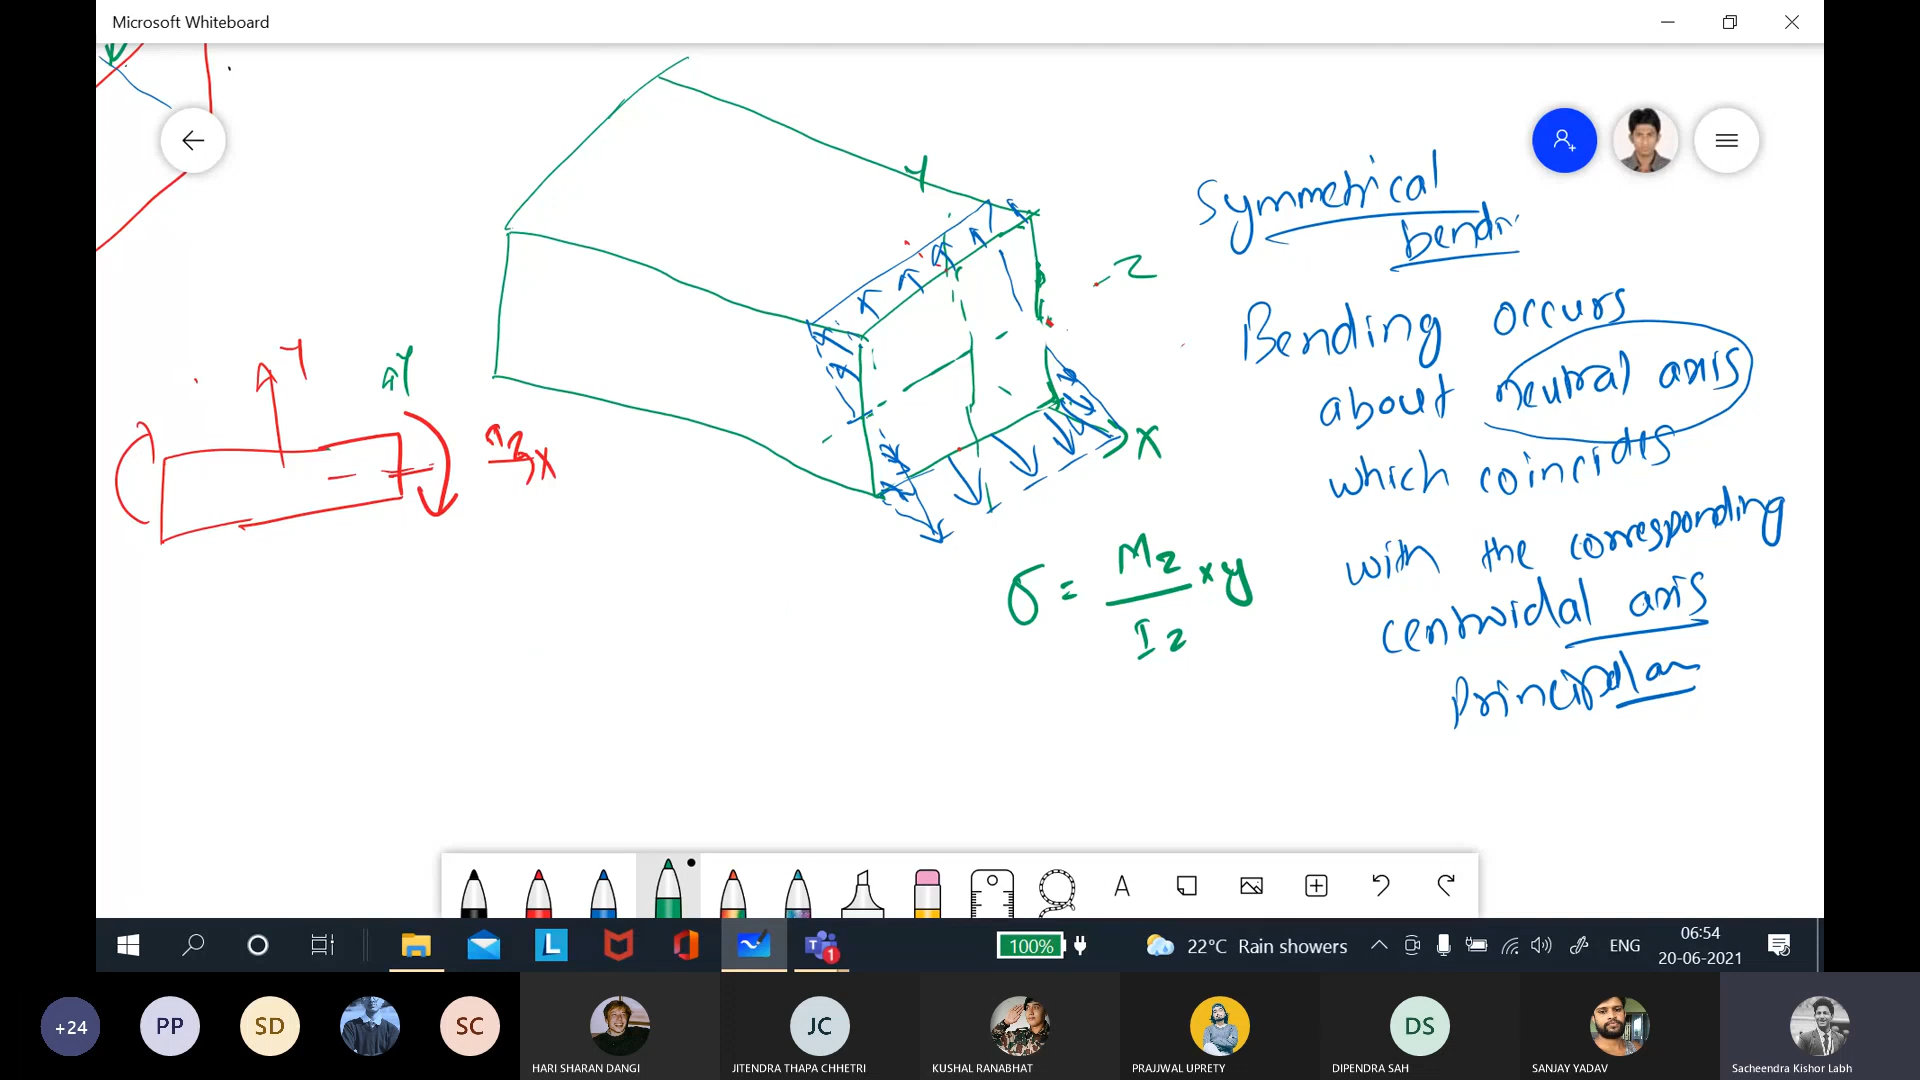 Microsoft Whiteboard
Symmetrical
bendi
Bending occurs
about neutral axis
which coincides
with the corresponding
centroidal axis
Principal
Y
Z
X
Y
Y
X
σ = M z / I z × y
A
100%
22°C Rain showers
ENG
06:54
20-06-2021
L
1
+24
PP
SD
SC
HARI SHARAN DANGI
JC
JITENDRA THAPA CHHETRI
KUSHAL RANABHAT
PRAJJWAL UPRETY
DS
DIPENDRA SAH
SANJAY YADAV
Sacheendra Kishor Labh